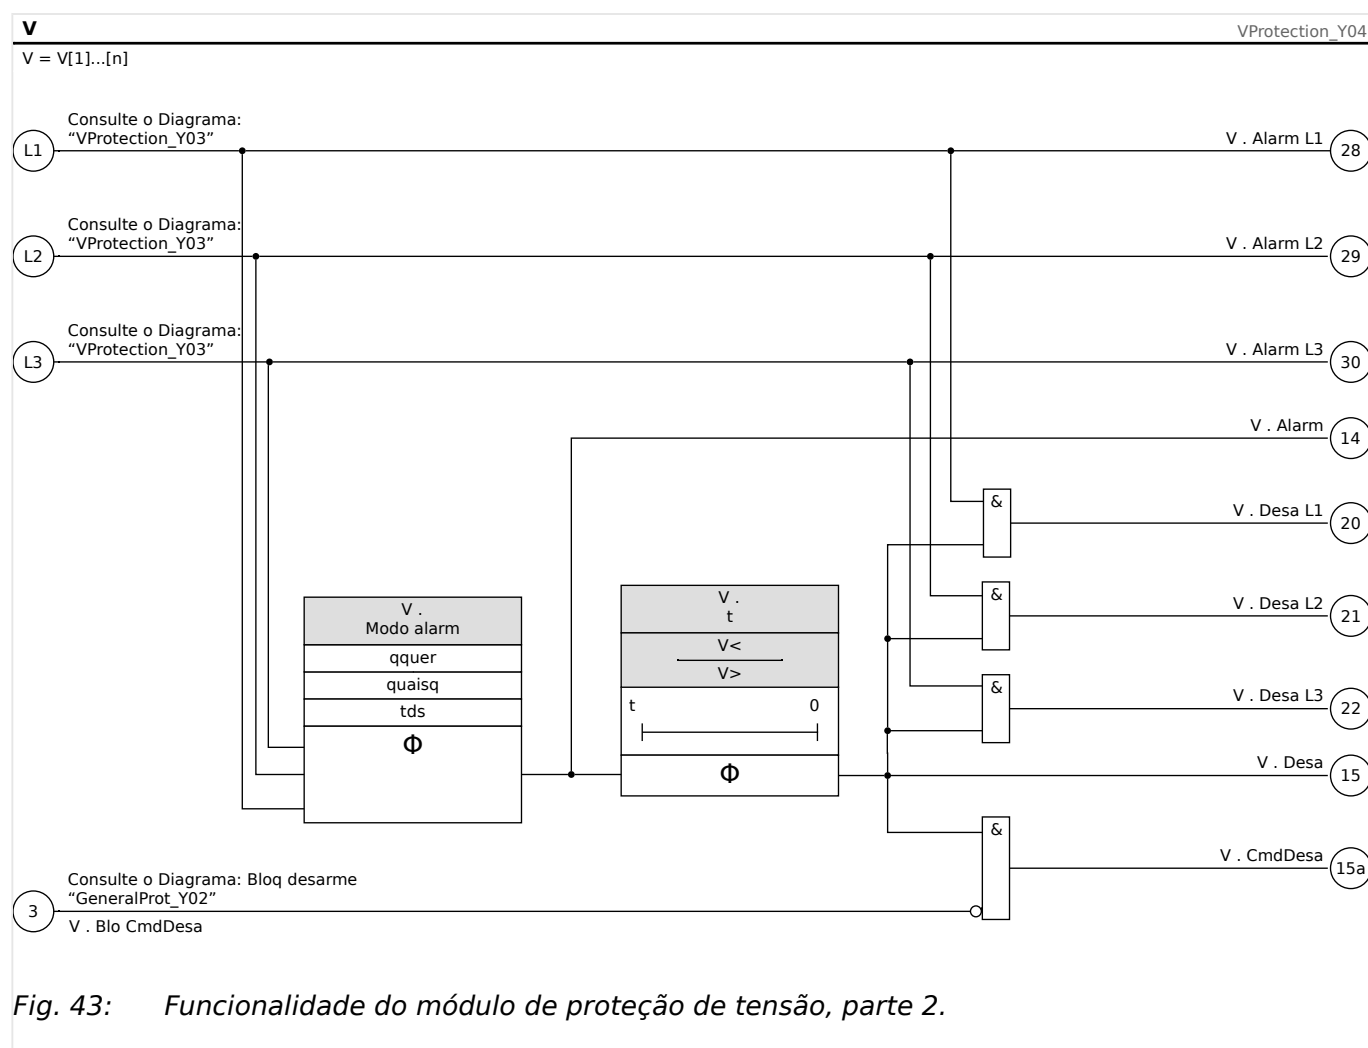 V
VProtection_Y04
V = V[1]...[n]
Consulte o Diagrama:
“VProtection_Y03”
L1
V . Alarm L1
28
Consulte o Diagrama:
“VProtection_Y03”
L2
V . Alarm L2
29
Consulte o Diagrama:
“VProtection_Y03”
L3
V . Alarm L3
30
V . Alarm
14
&
V . Desa L1
20
V .
Modo alarm
qquer
quaisq
tds
Φ
V .
t
V<
V>
t 0
Φ
&
V . Desa L2
21
&
V . Desa L3
22
V . Desa
15
&
V . CmdDesa
15a
Consulte o Diagrama: Bloq desarme
“GeneralProt_Y02”
3
V . Blo CmdDesa
Fig. 43: Funcionalidade do módulo de proteção de tensão, parte 2.